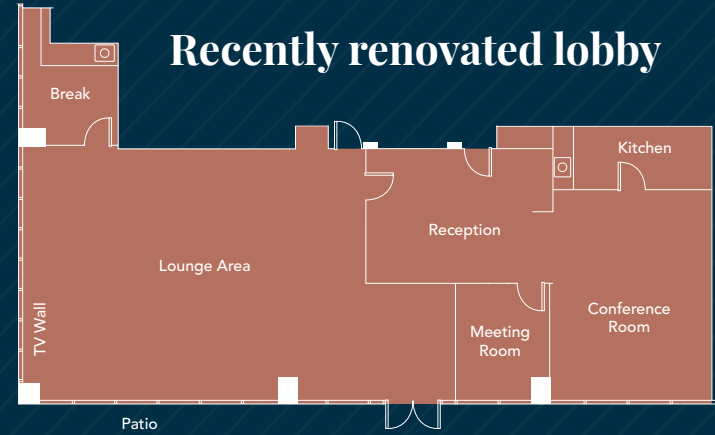 Recently renovated lobby
Break
Kitchen
Reception
Lounge Area
TV Wall
Conference
Room
Meeting
Room
Patio